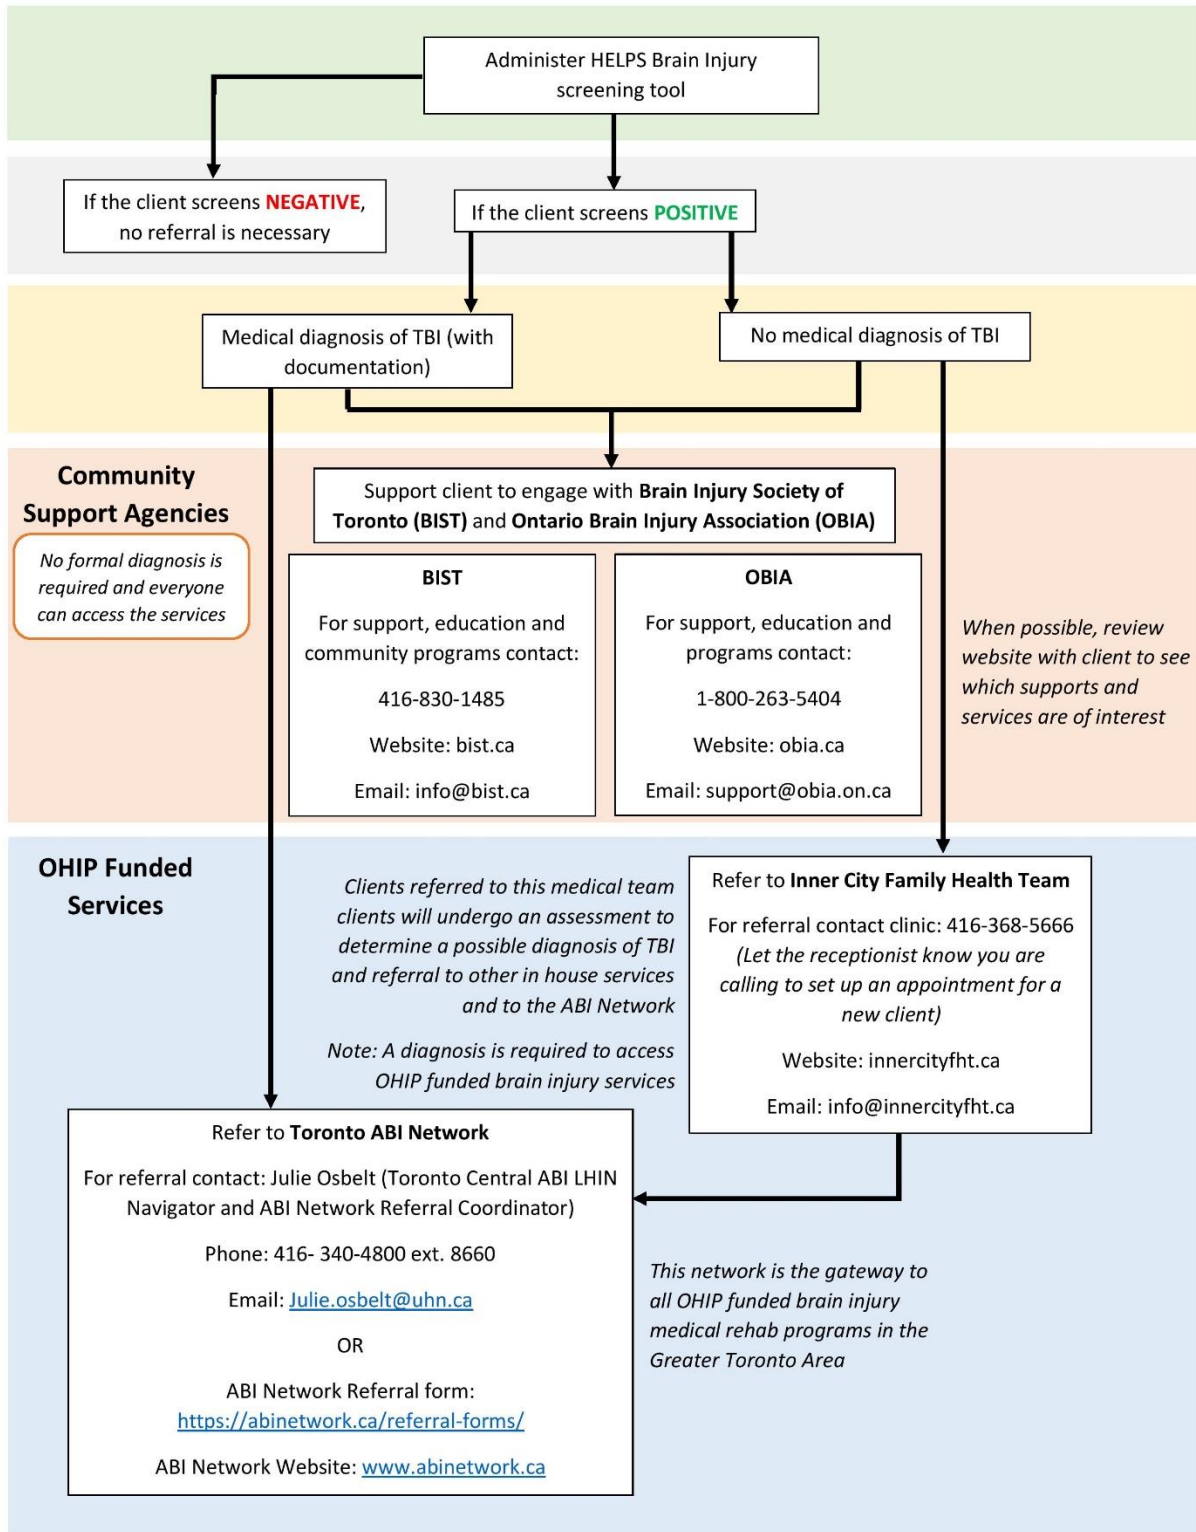 Administer HELPS Brain Injury
screening tool
If the client screens NEGATIVE,
no referral is necessary
If the client screens POSITIVE
Medical diagnosis of TBI (with
documentation)
No medical diagnosis of TBI
Community
Support Agencies
No formal diagnosis is
required and everyone
can access the services
Support client to engage with Brain Injury Society of
Toronto (BIST) and Ontario Brain Injury Association (OBIA)
BIST
For support, education and
community programs contact:
416-830-1485
Website: bist.ca
Email: info@bist.ca
OBIA
For support, education and
programs contact:
1-800-263-5404
Website: obia.ca
Email: support@obia.on.ca
When possible, review
website with client to see
which supports and
services are of interest
OHIP Funded
Services
Clients referred to this medical team
clients will undergo an assessment to
determine a possible diagnosis of TBI
and referral to other in house services
and to the ABI Network
Note: A diagnosis is required to access
OHIP funded brain injury services
Refer to Inner City Family Health Team
For referral contact clinic: 416-368-5666
(Let the receptionist know you are
calling to set up an appointment for a
new client)
Website: innercityfht.ca
Email: info@innercityfht.ca
Refer to Toronto ABI Network
For referral contact: Julie Osbelt (Toronto Central ABI LHIN
Navigator and ABI Network Referral Coordinator)
Phone: 416- 340-4800 ext. 8660
Email: Julie.osbelt@uhn.ca
OR
ABI Network Referral form:
https://abinetwork.ca/referral-forms/
ABI Network Website: www.abinetwork.ca
This network is the gateway to
all OHIP funded brain injury
medical rehab programs in the
Greater Toronto Area